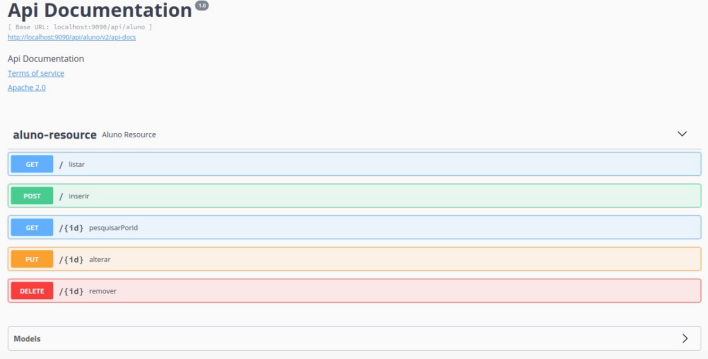 Api Documentation 1.0
[ Base URL: localhost:9090/api/aluno ]
http://localhost:9090/api/aluno/v2/api-docs
Api Documentation
Terms of service
Apache 2.0
aluno-resource Aluno Resource
GET / listar
POST / inserir
GET /{id} pesquisarPorId
PUT /{id} alterar
DELETE /{id} remover
Models